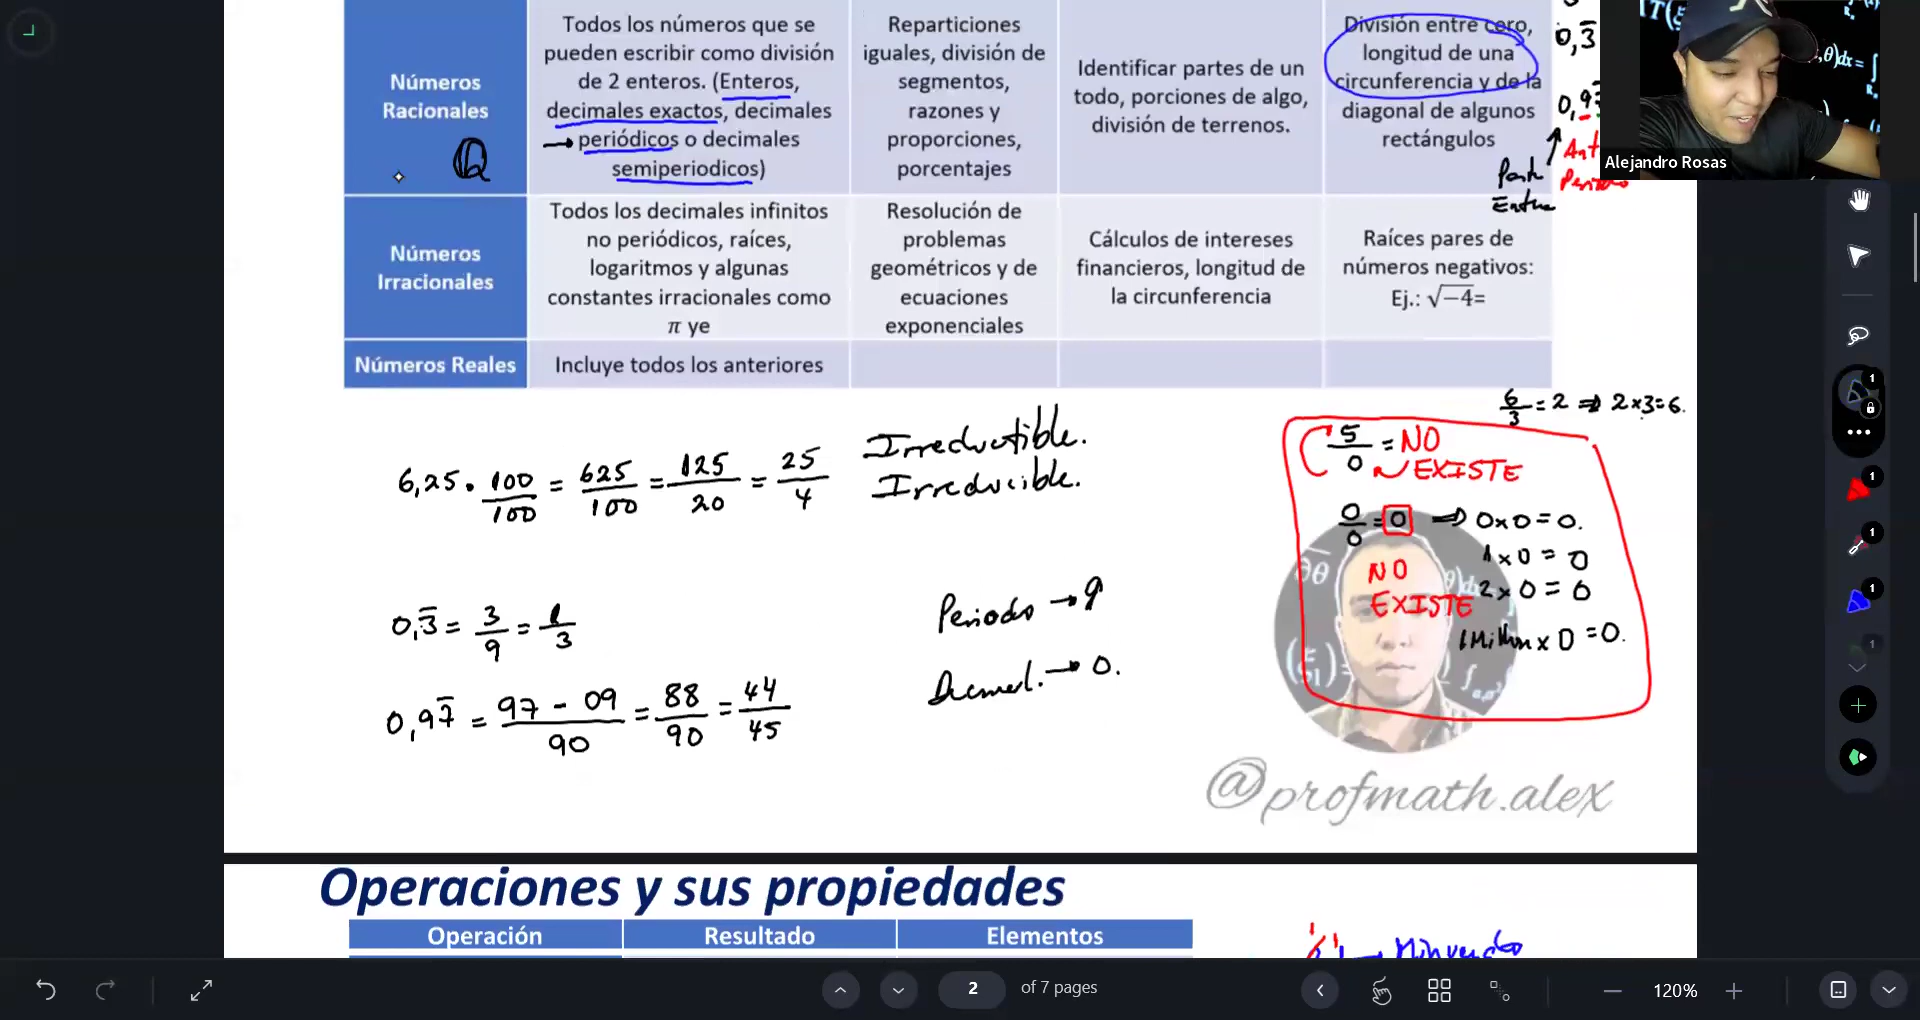 Números
Racionales
Q
Todos los números que se
pueden escribir como división
de 2 enteros. (Enteros,
decimales exactos, decimales
periódicos o decimales
semiperiodicos)
Reparticiones
iguales, división de
segmentos,
razones y
proporciones,
porcentajes
Identificar partes de un
todo, porciones de algo,
división de terrenos.
División entre cero,
longitud de una
circunferencia y de la
diagonal de algunos
rectángulos
0,3̅
0,9
Parte
Entera
Periodo
Alejandro Rosas
Números
Irracionales
Todos los decimales infinitos
no periódicos, raíces,
logaritmos y algunas
constantes irracionales como
π ye
Resolución de
problemas
geométricos y de
ecuaciones
exponenciales
Cálculos de intereses
financieros, longitud de
la circunferencia
Raíces pares de
números negativos:
Ej.: √-4=
Números Reales
Incluye todos los anteriores
6/3 = 2 ⇒ 2×3=6.
6,25 · 100/100 = 625/100 = 125/20 = 25/4
Irreductible.
Irreducible.
5/0 = NO
EXISTE
0/0 = 0 ⇒ 0×0=0.
1×0=0
NO
EXISTE
2×0=0
1Millon×0=0.
0,3̅ = 3/9 = 1/3
Periodo → 9
0,97̅ = 97 - 09/90 = 88/90 = 44/45
Decimal. → 0.
@profmath.alex
Operaciones y sus propiedades
Operación
Resultado
Elementos
Minuendo
2
of 7 pages
120%